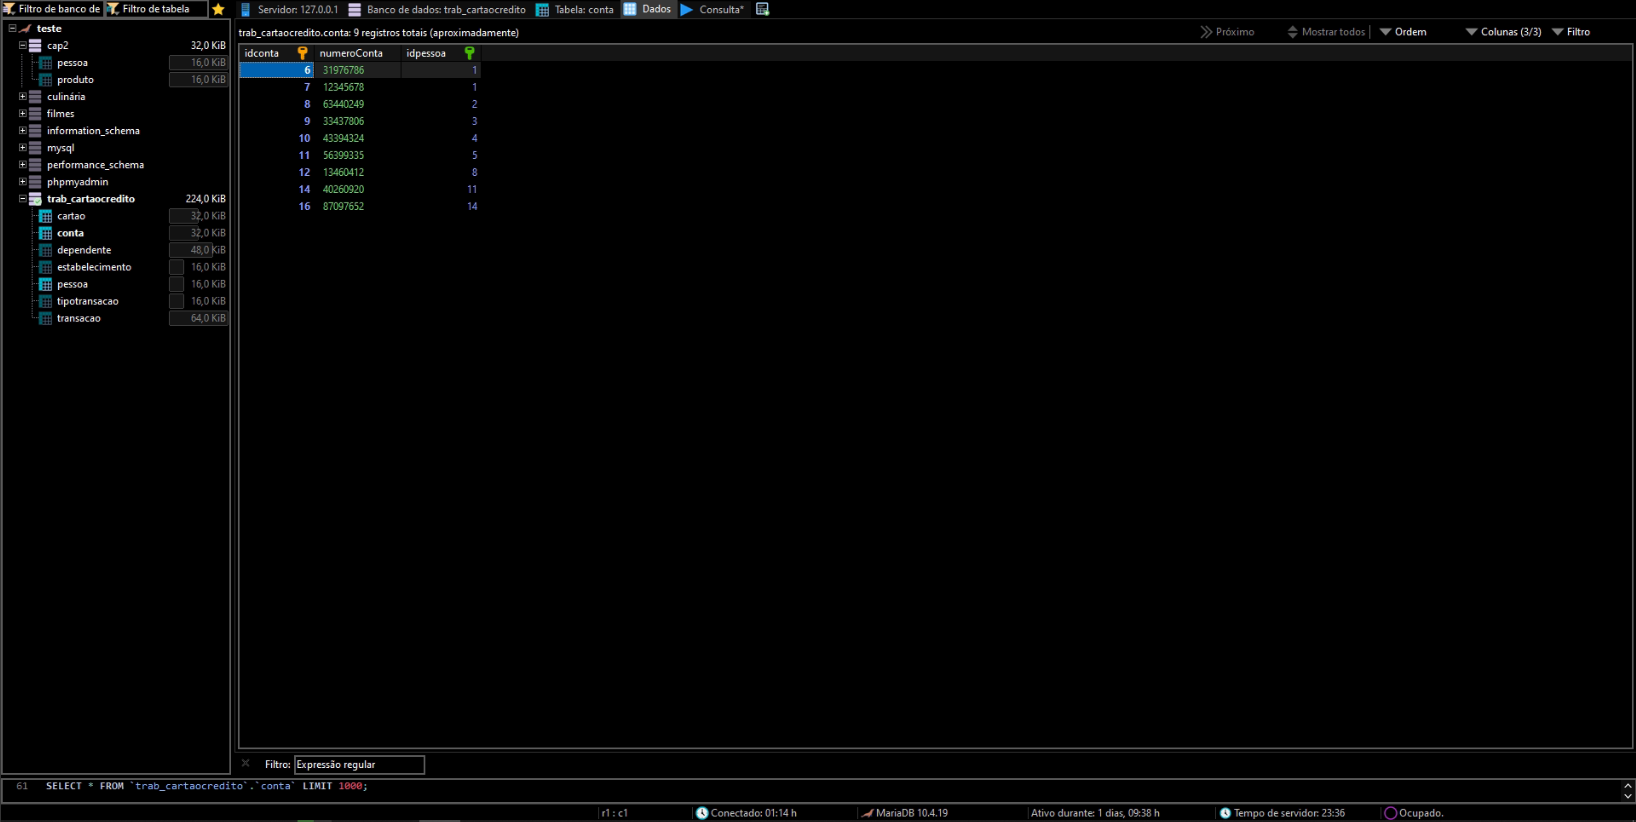 Filtro de banco de Filtro de tabela Servidor: 127.0.0.1 Banco de dados: trab_cartaocredito Tabela: conta Dados Consulta*
teste
cap2 32,0 KiB
pessoa 16,0 KiB
produto 16,0 KiB
culinária
filmes
information_schema
mysql
performance_schema
phpmyadmin
trab_cartaocredito 224,0 KiB
cartao 32,0 KiB
conta 32,0 KiB
dependente 48,0 KiB
estabelecimento 16,0 KiB
pessoa 16,0 KiB
tipotransacao 16,0 KiB
transacao 64,0 KiB
trab_cartaocredito.conta: 9 registros totais (aproximadamente) Próximo Mostrar todos Ordem Colunas (3/3) Filtro
idconta numeroConta idpessoa
6 31976786 1
7 12345678 1
8 63440249 2
9 33437806 3
10 43394324 4
11 56399335 5
12 13460412 8
14 40260920 11
16 87097652 14
Filtro: Expressão regular
61 SELECT * FROM `trab_cartaocredito`.`conta` LIMIT 1000;
r1 : c1 Conectado: 01:14 h MariaDB 10.4.19 Ativo durante: 1 dias, 09:38 h Tempo de servidor: 23:36 Ocupado.